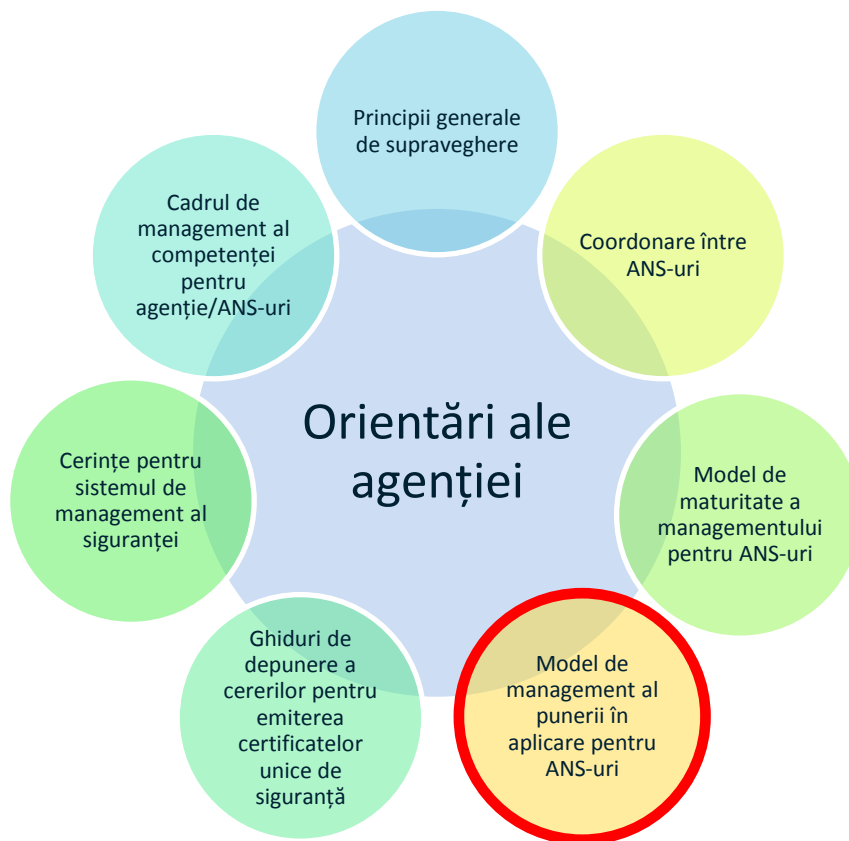 Principii generale
de supraveghere
Coordonare între
ANS-uri
Model de
maturitate a
managementului
pentru ANS-uri
Model de
management al
punerii în
aplicare pentru
ANS-uri
Ghiduri de
depunere a
cererilor pentru
emiterea
certificatelor
unice de
siguranță
Cerințe pentru
sistemul de
management al
siguranței
Cadrul de
management al
competenței
pentru
agenție/ANS-uri
Orientări ale
agenției